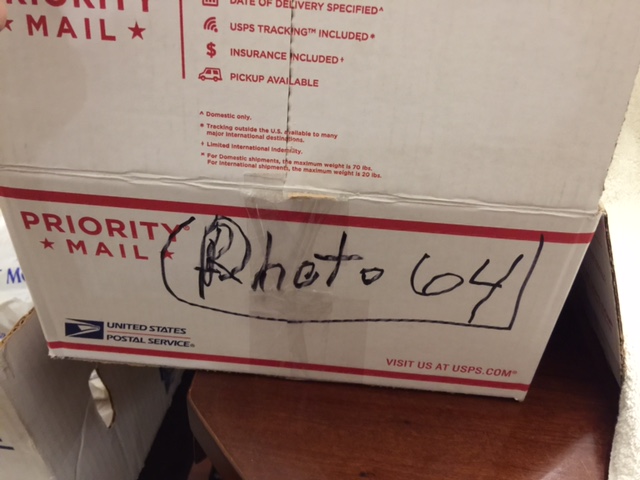 PRIORITY
★ MAIL ★
DATE OF DELIVERY SPECIFIED^
USPS TRACKING™ INCLUDED*
$ INSURANCE INCLUDED+
PICKUP AVAILABLE
^ Domestic only.
* Tracking outside the U.S. available to many
major international destinations.
+ Limited international indemnity.
* For Domestic shipments, the maximum weight is 70 lbs.
For international shipments, the maximum weight is 20 lbs.
PRIORITY
★ MAIL ★
Photo 64
UNITED STATES
POSTAL SERVICE®
VISIT US AT USPS.COM®